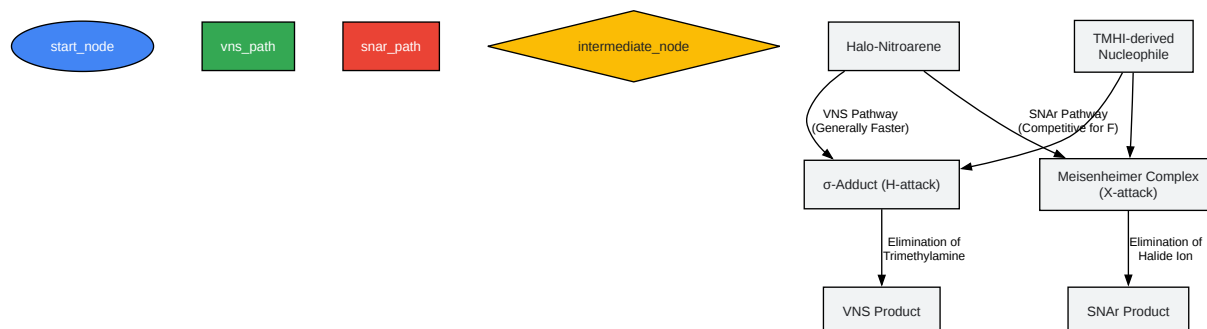 start_node
vns_path
snar_path
intermediate_node
Halo-Nitroarene
TMHI-derived
Nucleophile
VNS Pathway
(Generally Faster)
SNAr Pathway
(Competitive for F)
σ-Adduct (H-attack)
Meisenheimer Complex
(X-attack)
Elimination of
Trimethylamine
Elimination of
Halide Ion
VNS Product
SNAr Product